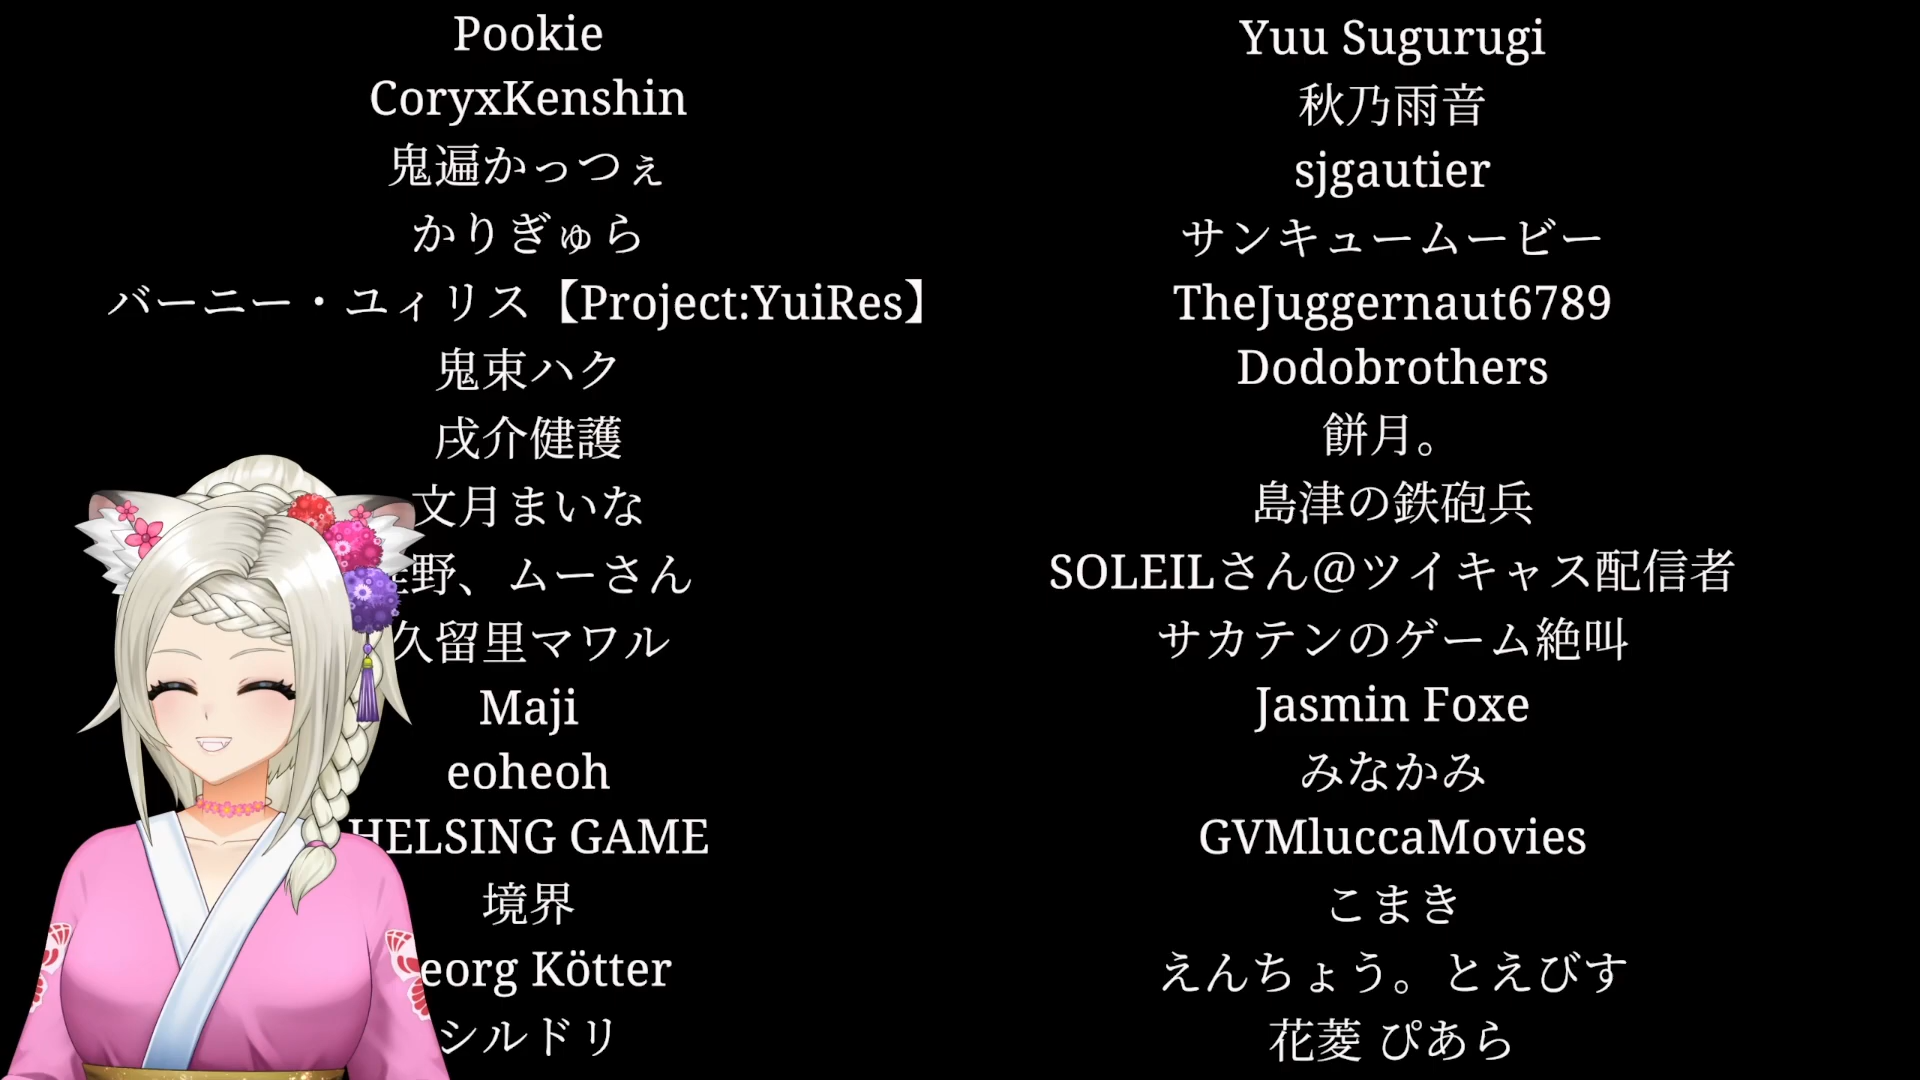 Pookie
CoryxKenshin
鬼遍かっつぇ
かりぎゅら
バーニー・ユィリス【Project:YuiRes】
鬼束ハク
戌介健護
文月まいな
野、ムーさん
久留里マワル
Maji
eoheoh
HELSING GAME
境界
eorg Kötter
シルドリ
Yuu Sugurugi
秋乃雨音
sjgautier
サンキュームービー
TheJuggernaut6789
Dodobrothers
餅月。
島津の鉄砲兵
SOLEILさん@ツイキャス配信者
サカテンのゲーム絶叫
Jasmin Foxe
みなかみ
GVMluccaMovies
こまき
えんちょう。とえびす
花菱 ぴあら